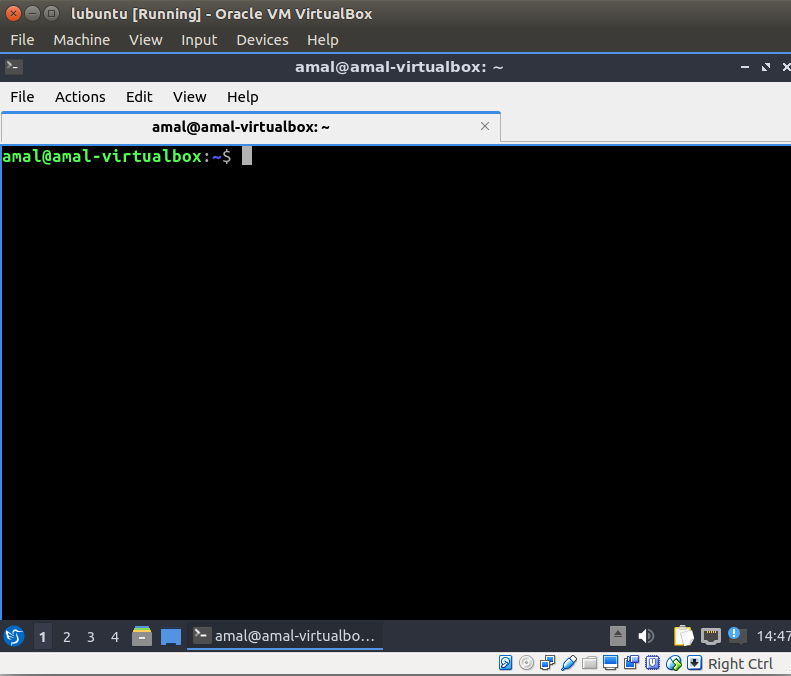 lubuntu [Running] - Oracle VM VirtualBox
File Machine View Input Devices Help
amal@amal-virtualbox: ~
File Actions Edit View Help
amal@amal-virtualbox: ~
amal@amal-virtualbox:~$
1 2 3 4 amal@amal-virtualbo... 14:47
Right Ctrl